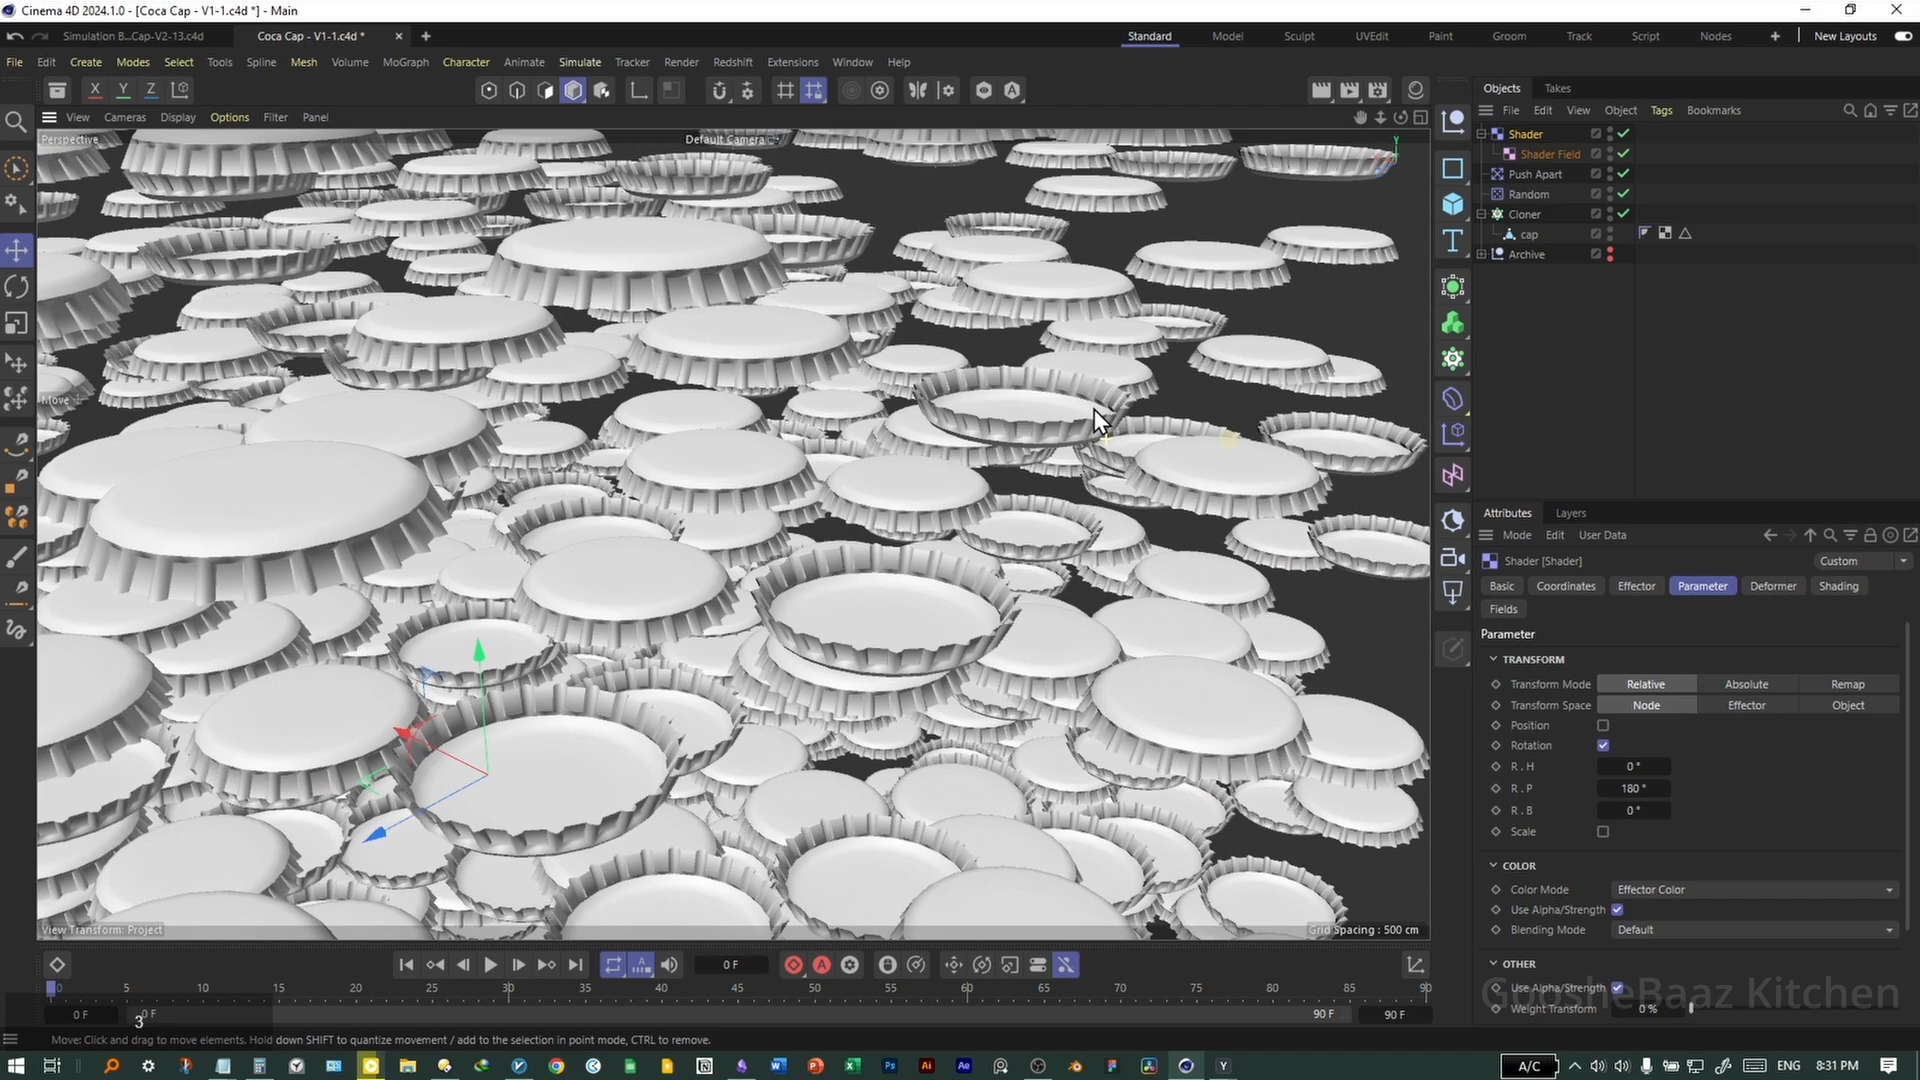 Cinema 4D 2024.1.0 - [Coca Cap - V1-1.c4d *] - Main
Simulation B...Cap-V2-13.c4d
Coca Cap - V1-1.c4d *
Standard
Model
Sculpt
UVEdit
Paint
Groom
Track
Script
Nodes
New Layouts
File
Edit
Create
Modes
Select
Tools
Spline
Mesh
Volume
MoGraph
Character
Animate
Simulate
Tracker
Render
Redshift
Extensions
Window
Help
X
Y
Z
View
Cameras
Display
Options
Filter
Panel
Perspective
Default Camera
Y
Move
View Transform: Project
Grid Spacing : 500 cm
Objects
Takes
File
Edit
View
Object
Tags
Bookmarks
Shader
Shader Field
Push Apart
Random
Cloner
cap
Archive
Attributes
Layers
Mode
Edit
User Data
Shader [Shader]
Custom
Basic
Coordinates
Effector
Parameter
Deformer
Shading
Fields
Parameter
TRANSFORM
Transform Mode
Relative
Absolute
Remap
Transform Space
Node
Effector
Object
Position
Rotation
R . H
0 °
R . P
180 °
R . B
0 °
Scale
COLOR
Color Mode
Effector Color
Use Alpha/Strength
Blending Mode
Default
OTHER
Use Alpha/Strength
Weight Transform
0 %
GoosheBaaz Kitchen
0 F
0
5
10
15
20
25
30
35
40
45
50
55
60
65
70
75
80
85
90
0 F
0 F
3
90 F
90 F
Move: Click and drag to move elements. Hold down SHIFT to quantize movement / add to the selection in point mode, CTRL to remove.
A/C
ENG
8:31 PM